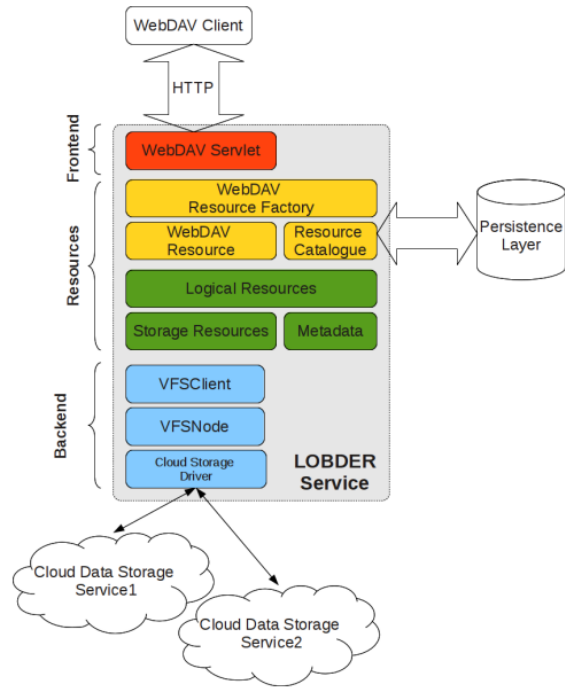 WebDAV Client
HTTP
Frontend
WebDAV Servlet
Resources
WebDAV
Resource Factory
WebDAV
Resource
Resource
Catalogue
Persistence
Layer
Logical Resources
Storage Resources
Metadata
Backend
VFSClient
VFSNode
Cloud Storage
Driver
LOBDER
Service
Cloud Data Storage
Service1
Cloud Data Storage
Service2